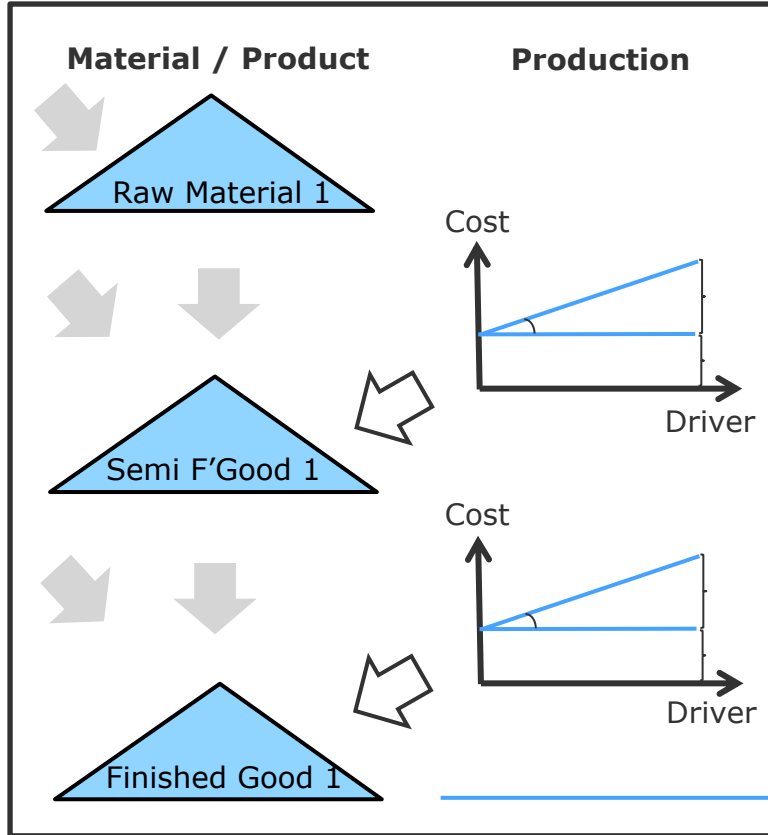 Material / Product
Production
Raw Material 1
Cost
Driver
Semi F'Good 1
Cost
Driver
Finished Good 1